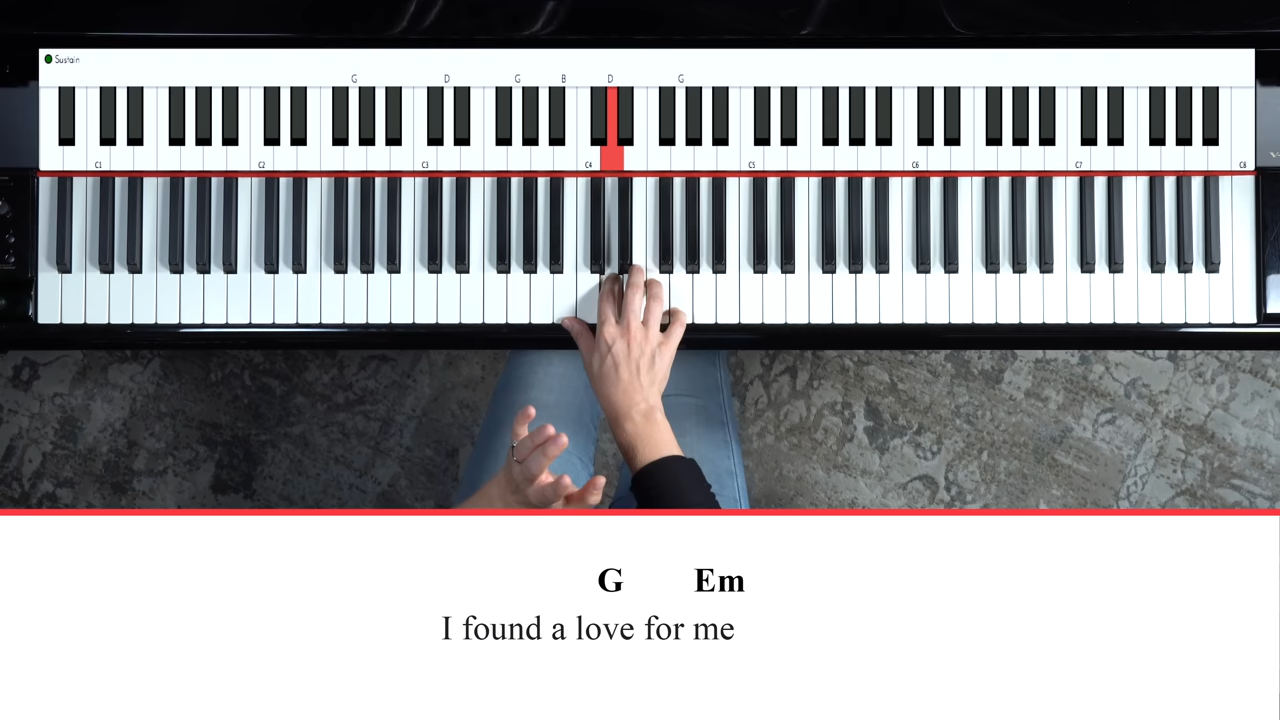 Sustain
G D G B D G
C1 C2 C3 C4 C5 C6 C7 C8
G Em
I found a love for me